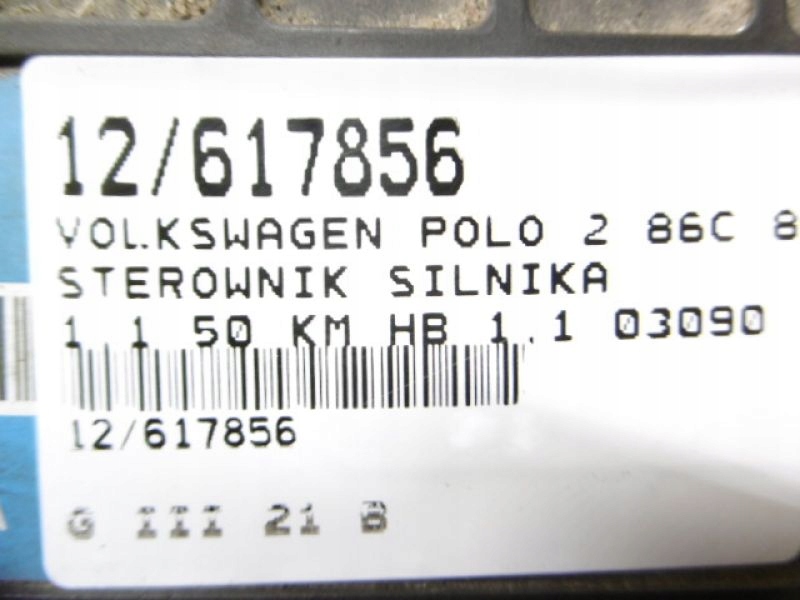 12/617856
VOLKSWAGEN POLO 2 86C 8
STEROWNIK SILNIKA
1.1 50 KM HB 1.1 03090
12/617856
G III 21 B